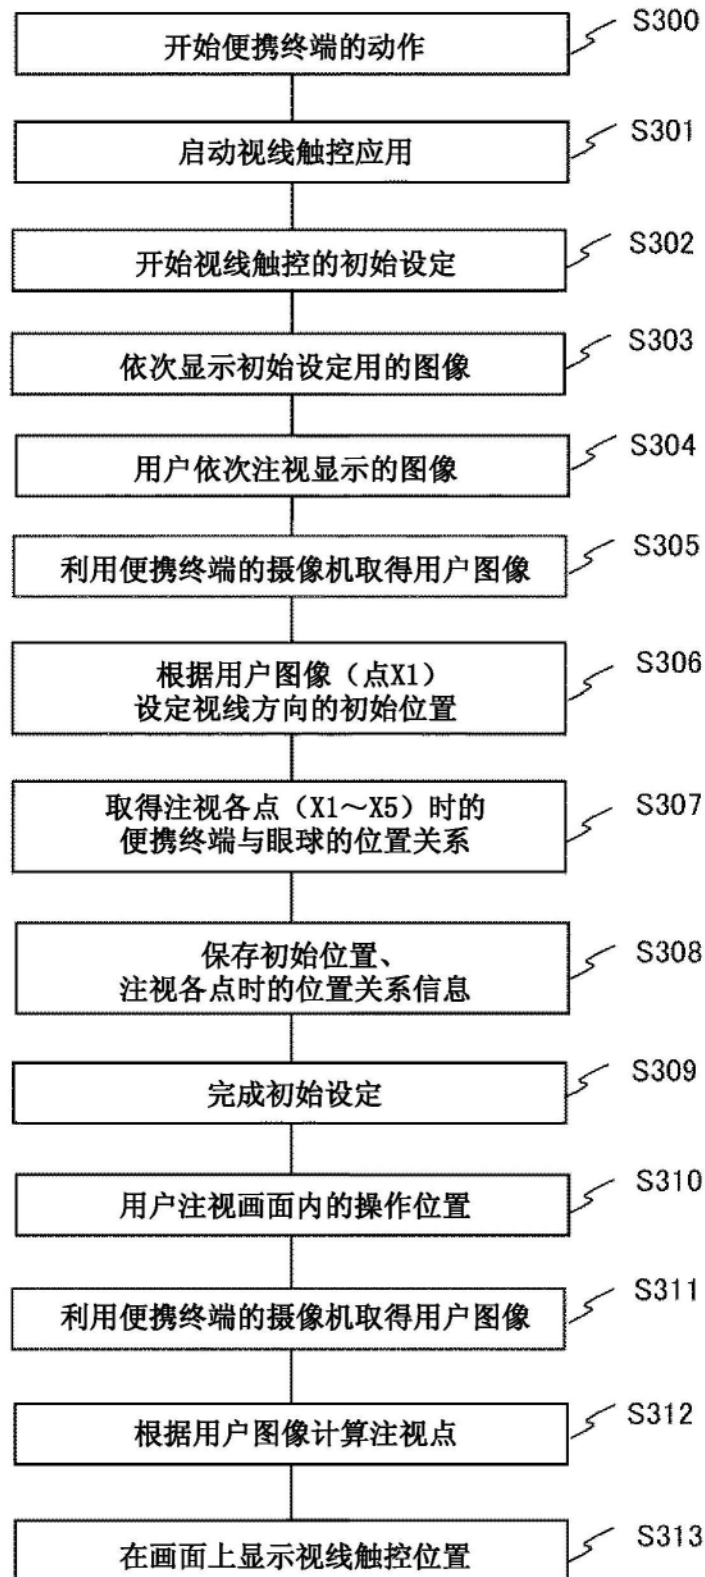 开始便携终端的动作
S300
启动视线触控应用
S301
开始视线触控的初始设定
S302
依次显示初始设定用的图像
S303
用户依次注视显示的图像
S304
利用便携终端的摄像机取得用户图像
S305
根据用户图像（点X1）
设定视线方向的初始位置
S306
取得注视各点（X1～X5）时的
便携终端与眼球的位置关系
S307
保存初始位置、
注视各点时的位置关系信息
S308
完成初始设定
S309
用户注视画面内的操作位置
S310
利用便携终端的摄像机取得用户图像
S311
根据用户图像计算注视点
S312
在画面上显示视线触控位置
S313